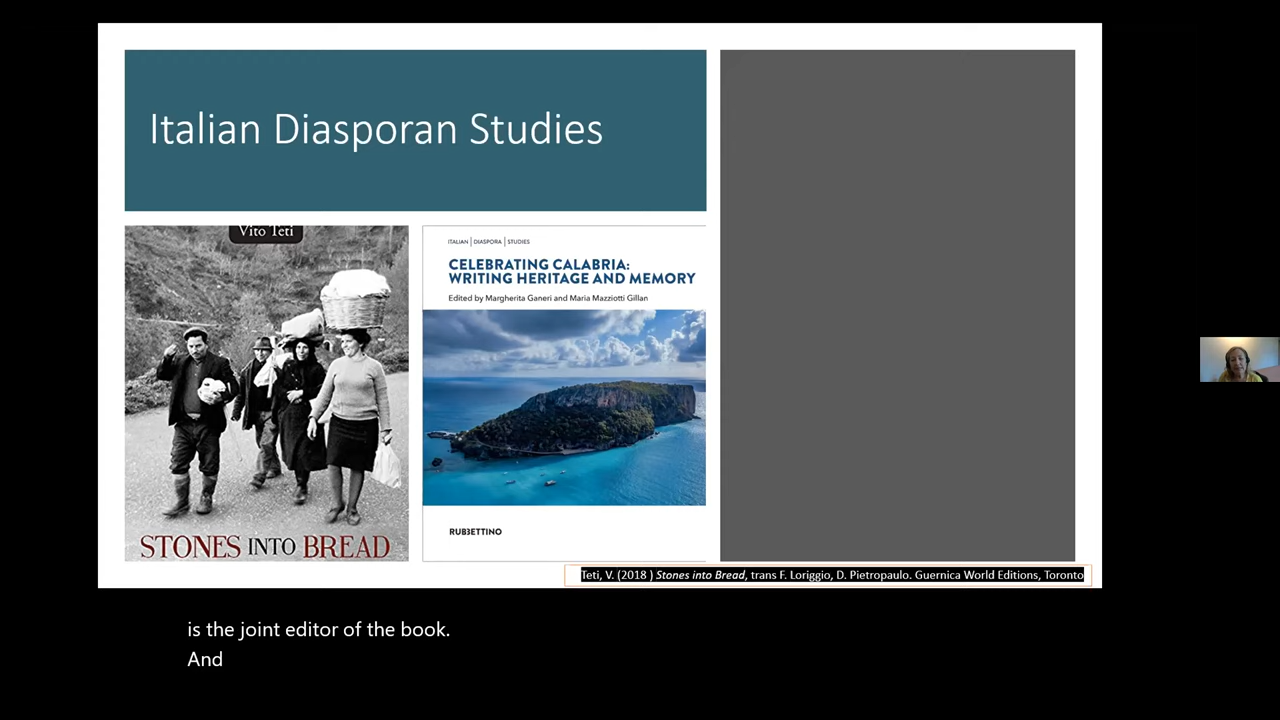 Italian Diasporan Studies
Vito Teti
STONES INTO BREAD
ITALIAN | DIASPORA | STUDIES
CELEBRATING CALABRIA:
WRITING HERITAGE AND MEMORY
Edited by Margherita Ganeri and Maria Mazziotti Gillan
RUBBETTINO
Teti, V. (2018 ) Stones into Bread, trans F. Loriggio, D. Pietropaulo. Guernica World Editions, Toronto
is the joint editor of the book.
And